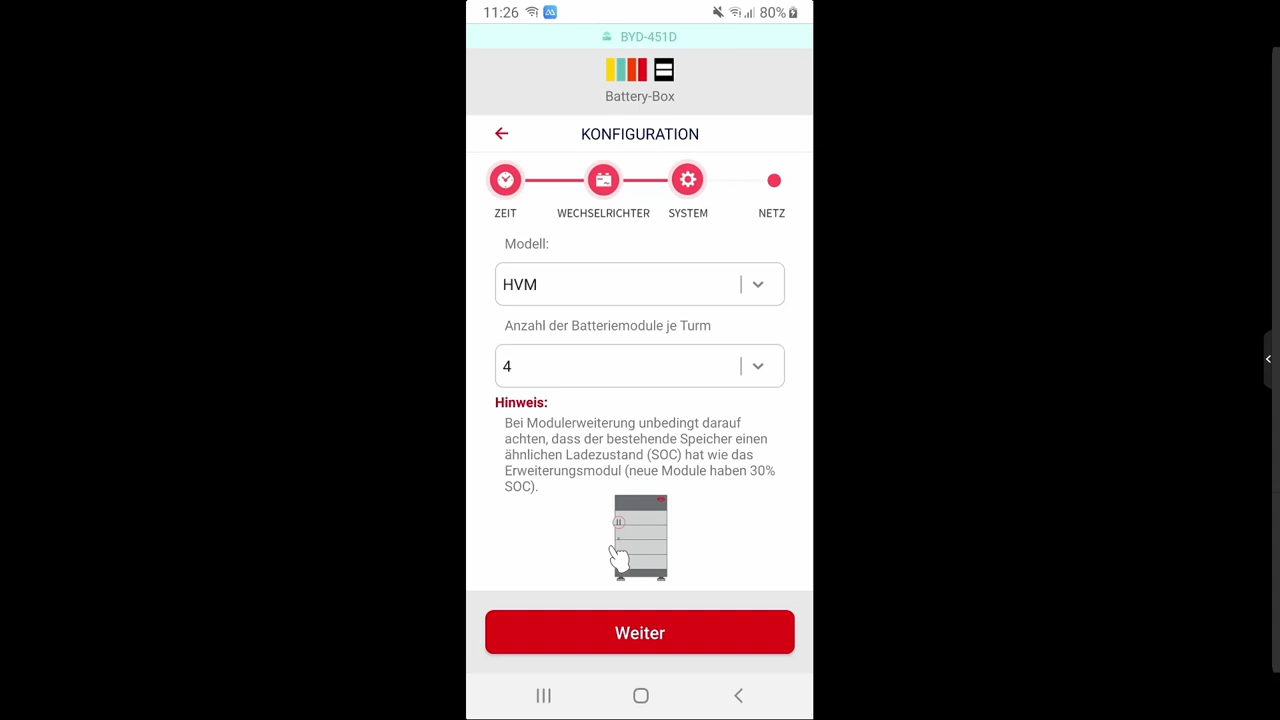 11:26 80%
BYD-451D
Battery-Box
KONFIGURATION
ZEIT WECHSELRICHTER SYSTEM NETZ
Modell:
HVM
Anzahl der Batteriemodule je Turm
4
Hinweis:
Bei Modulerweiterung unbedingt darauf
achten, dass der bestehende Speicher einen
ähnlichen Ladezustand (SOC) hat wie das
Erweiterungsmodul (neue Module haben 30%
SOC).
Weiter